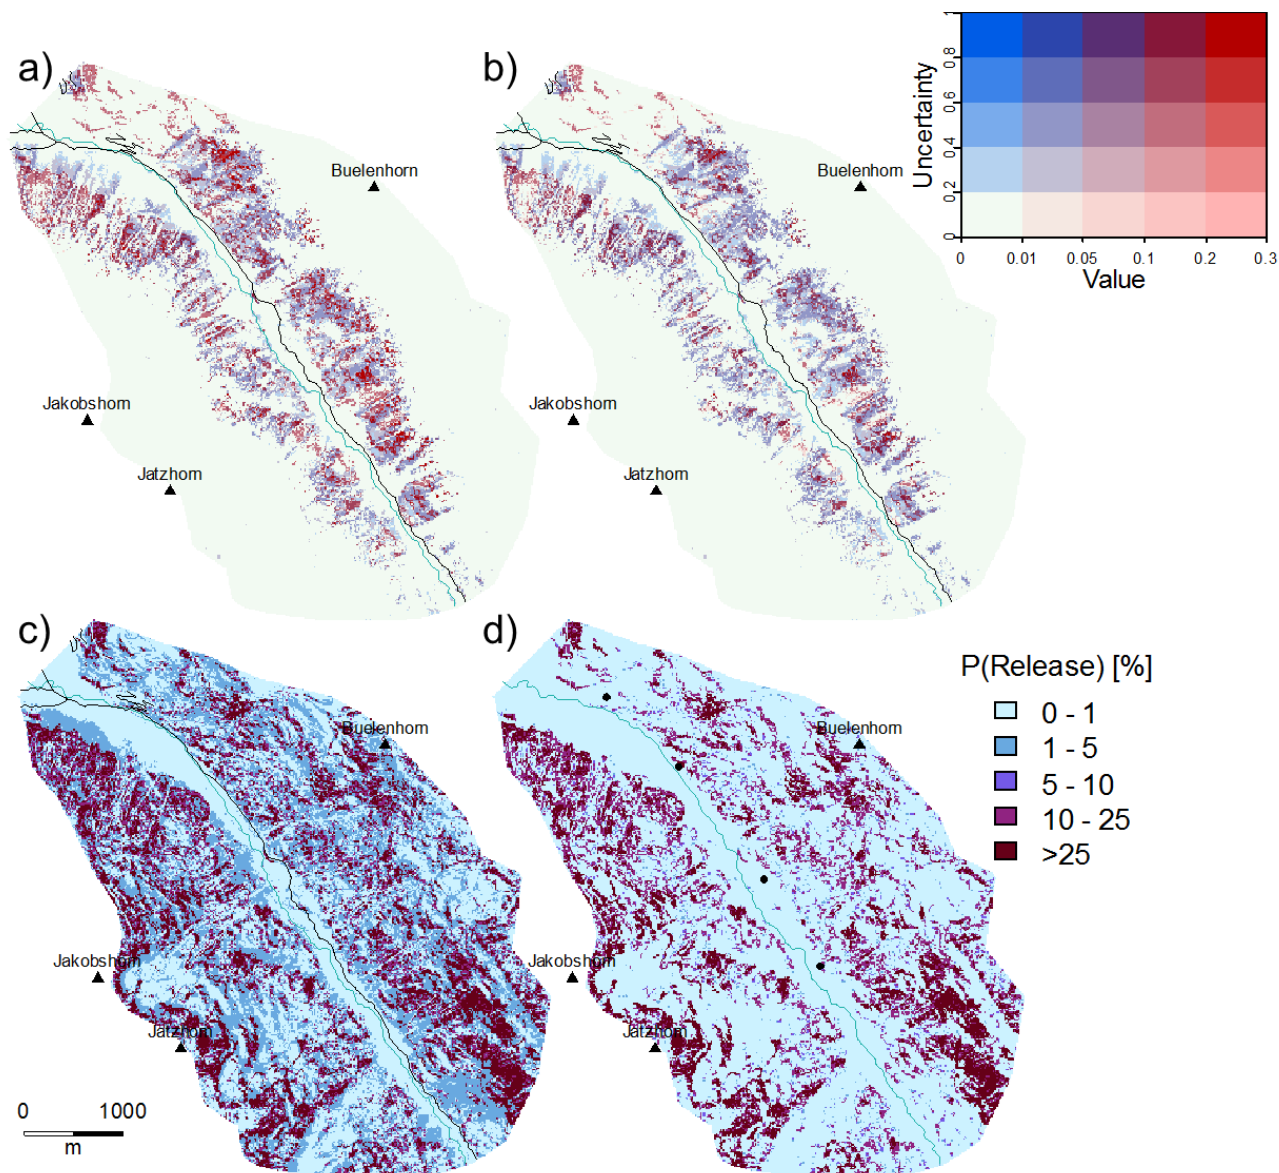 a)
b)
Buelenhorn
Jakobshorn
Jatzhorn
Buelenhorn
Jakobshorn
Jatzhorn
Uncertainty
1
0.8
0.6
0.4
0.2
0
0 0.01 0.05 0.1 0.2 0.3
Value
c)
d)
Buelenhorn
Jakobshorn
Jatzhorn
0 1000
m
Buelenhorn
Jakobshorn
Jatzhorn
P(Release) [%]
0 - 1
1 - 5
5 - 10
10 - 25
>25